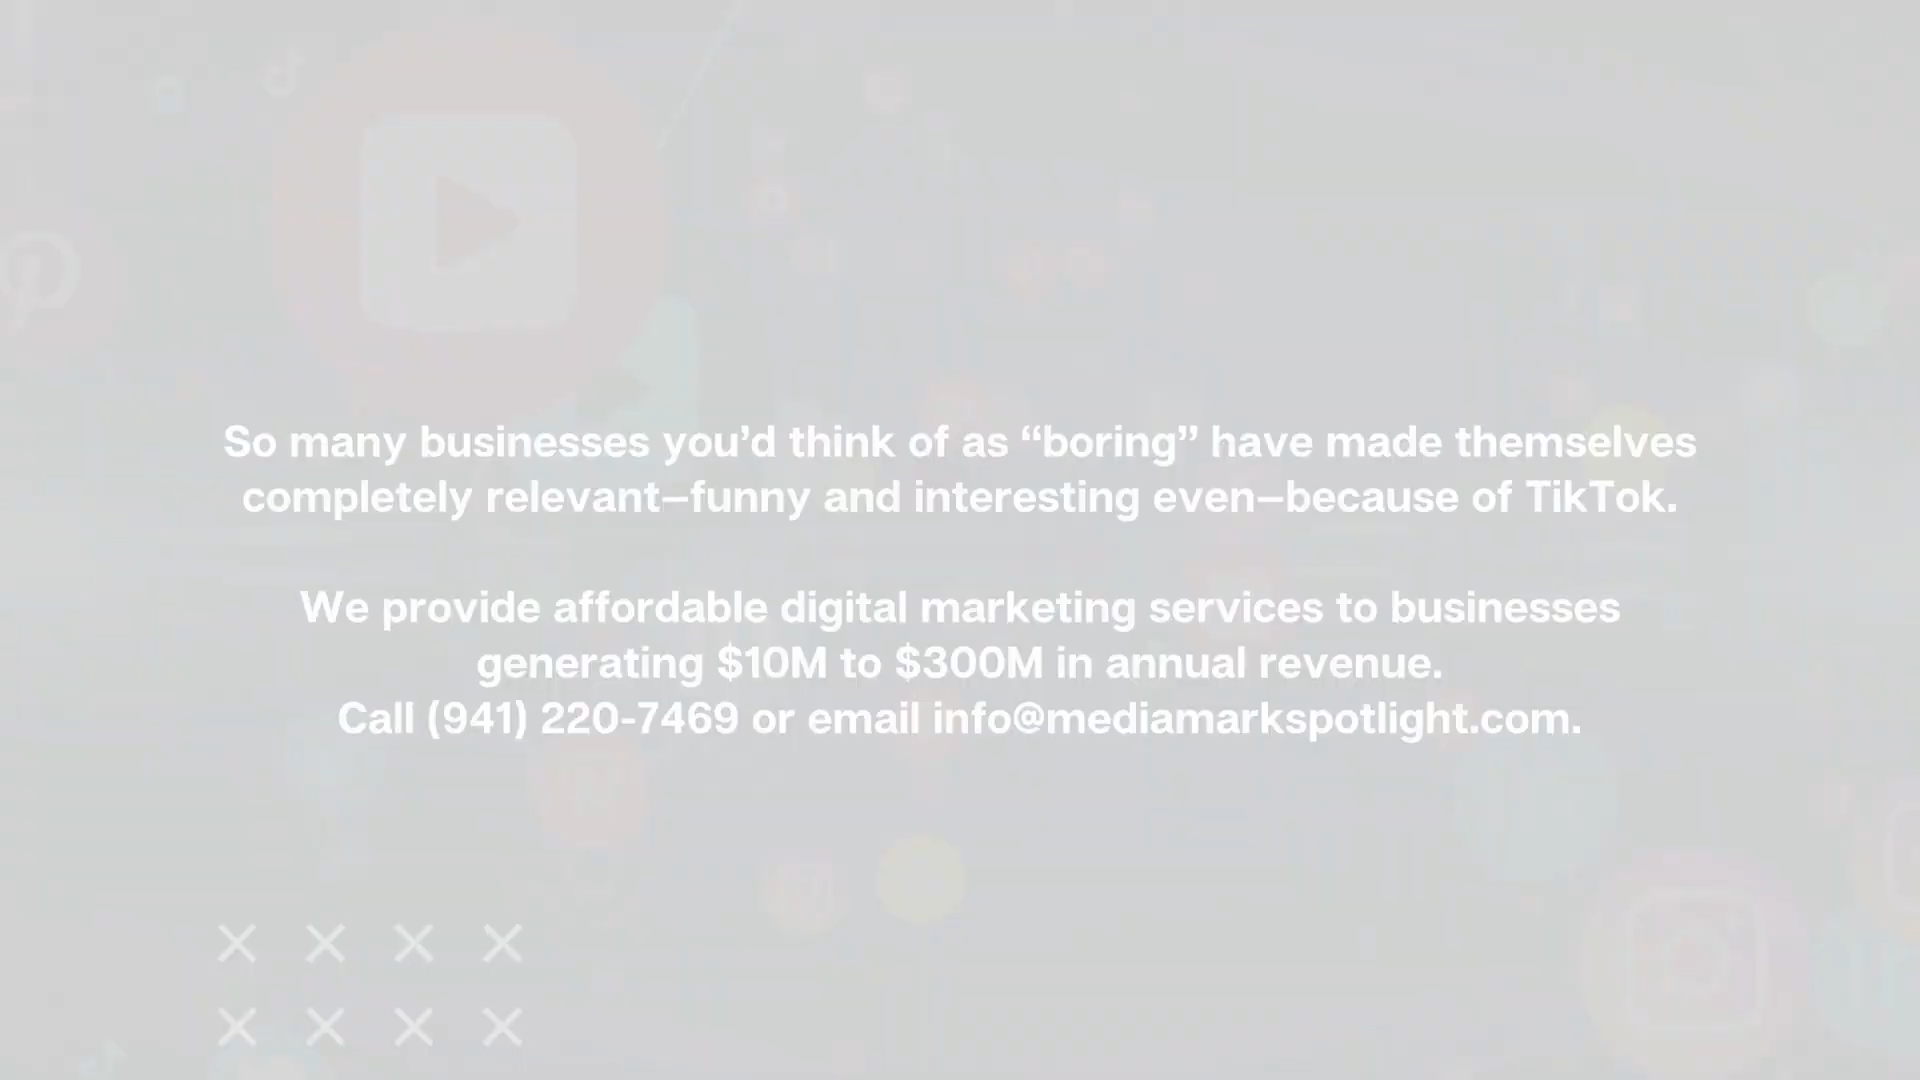 So many businesses you’d think of as “boring” have made themselves
completely relevant—funny and interesting even—because of TikTok.
We provide affordable digital marketing services to businesses
generating $10M to $300M in annual revenue.
Call (941) 220-7469 or email info@mediamarkspotlight.com.